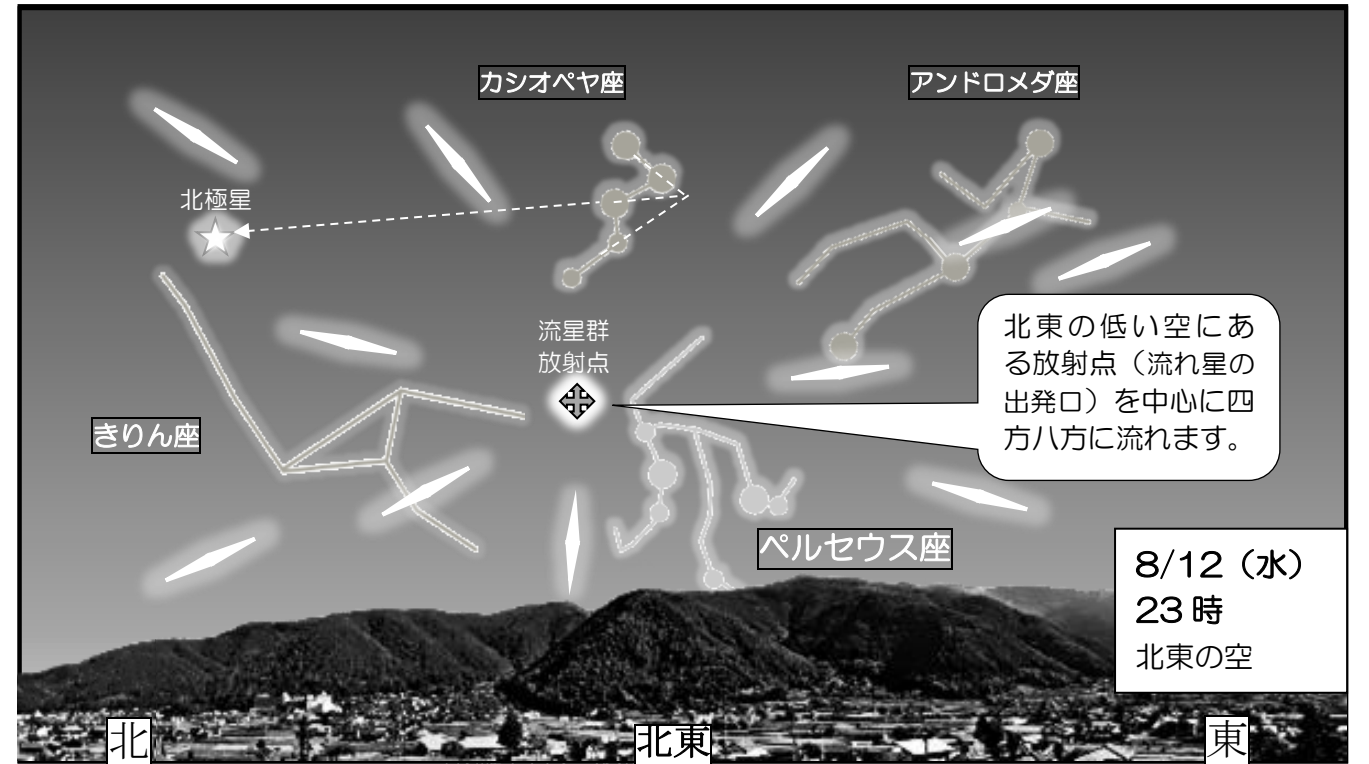 カシオペヤ座
アンドロメダ座
北極星
流星群
放射点
北東の低い空にあ
る放射点（流れ星の
出発口）を中心に四
方八方に流れます。
きりん座
ペルセウス座
8/12（水）
23時
北東の空
北
北東
東